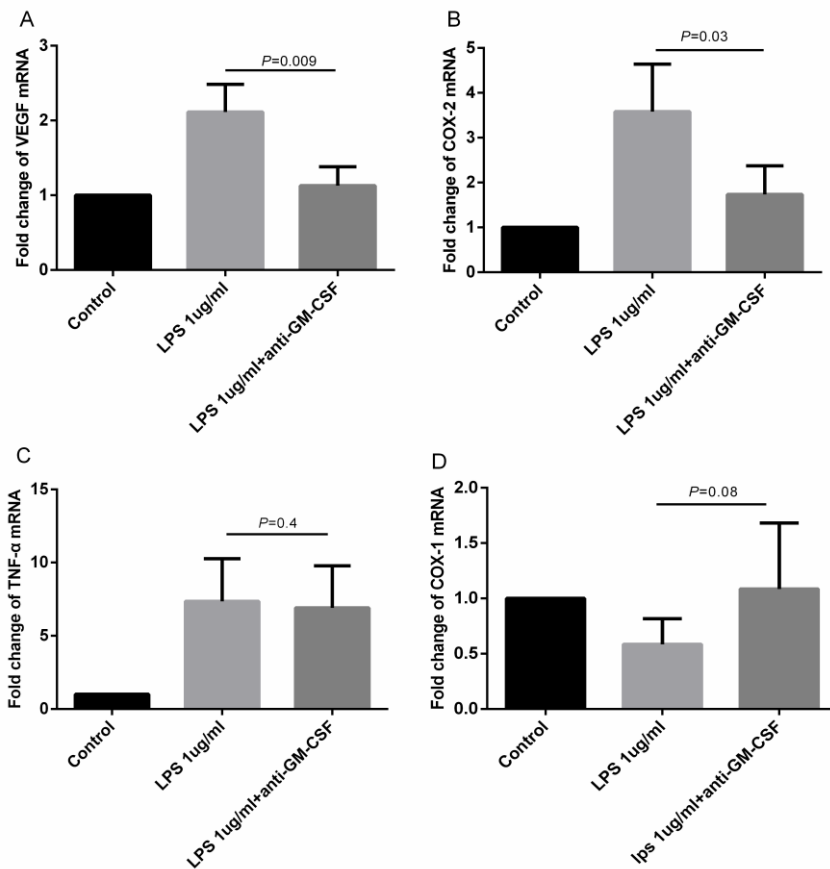 A
Fold change of VEGF mRNA
3
2
1
0
P=0.009
Control
LPS 1ug/ml
LPS 1ug/ml+anti-GM-CSF
B
Fold change of COX-2 mRNA
5
4
3
2
1
0
P=0.03
Control
LPS 1ug/ml
LPS 1ug/ml+anti-GM-CSF
C
Fold change of TNF-α mRNA
15
10
5
0
P=0.4
Control
LPS 1ug/ml
LPS 1ug/ml+anti-GM-CSF
D
Fold change of COX-1 mRNA
2.0
1.5
1.0
0.5
0.0
P=0.08
Control
LPS 1ug/ml
lps 1ug/ml+anti-GM-CSF